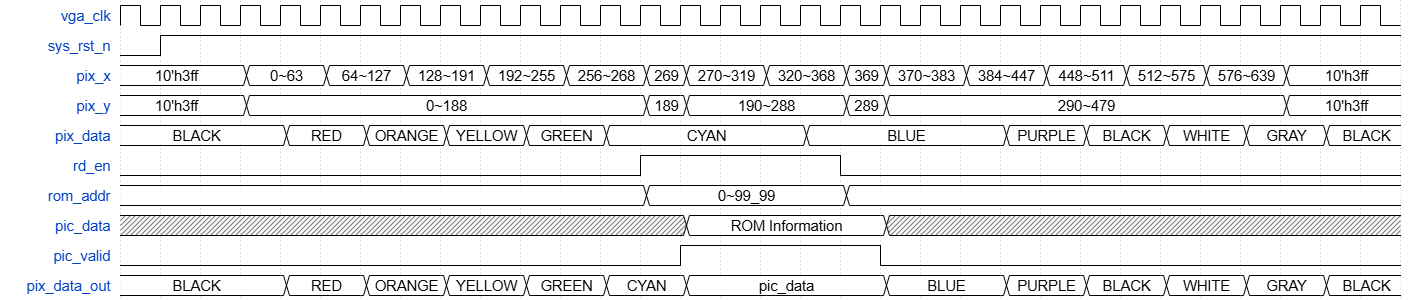 vga_clk
sys_rst_n
pix_x 10'h3ff 0~63 64~127 128~191 192~255 256~268 269 270~319 320~368 369 370~383 384~447 448~511 512~575 576~639 10'h3ff
pix_y 10'h3ff 0~188 189 190~288 289 290~479 10'h3ff
pix_data BLACK RED ORANGE YELLOW GREEN CYAN BLUE PURPLE BLACK WHITE GRAY BLACK
rd_en
rom_addr 0~99_99
pic_data ROM Information
pic_valid
pix_data_out BLACK RED ORANGE YELLOW GREEN CYAN pic_data BLUE PURPLE BLACK WHITE GRAY BLACK